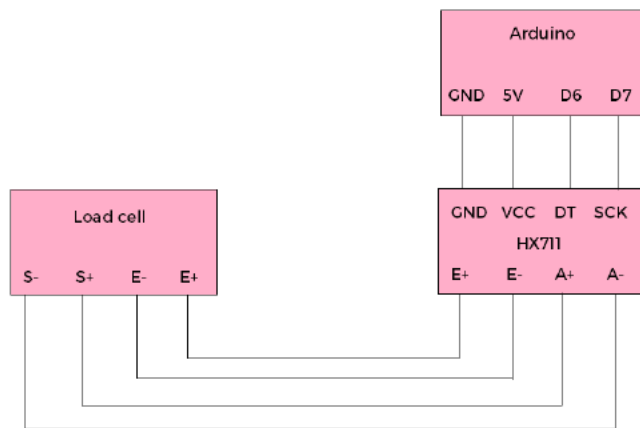 Arduino
GND 5V D6 D7
Load cell
S- S+ E- E+
GND VCC DT SCK
HX711
E+ E- A+ A-